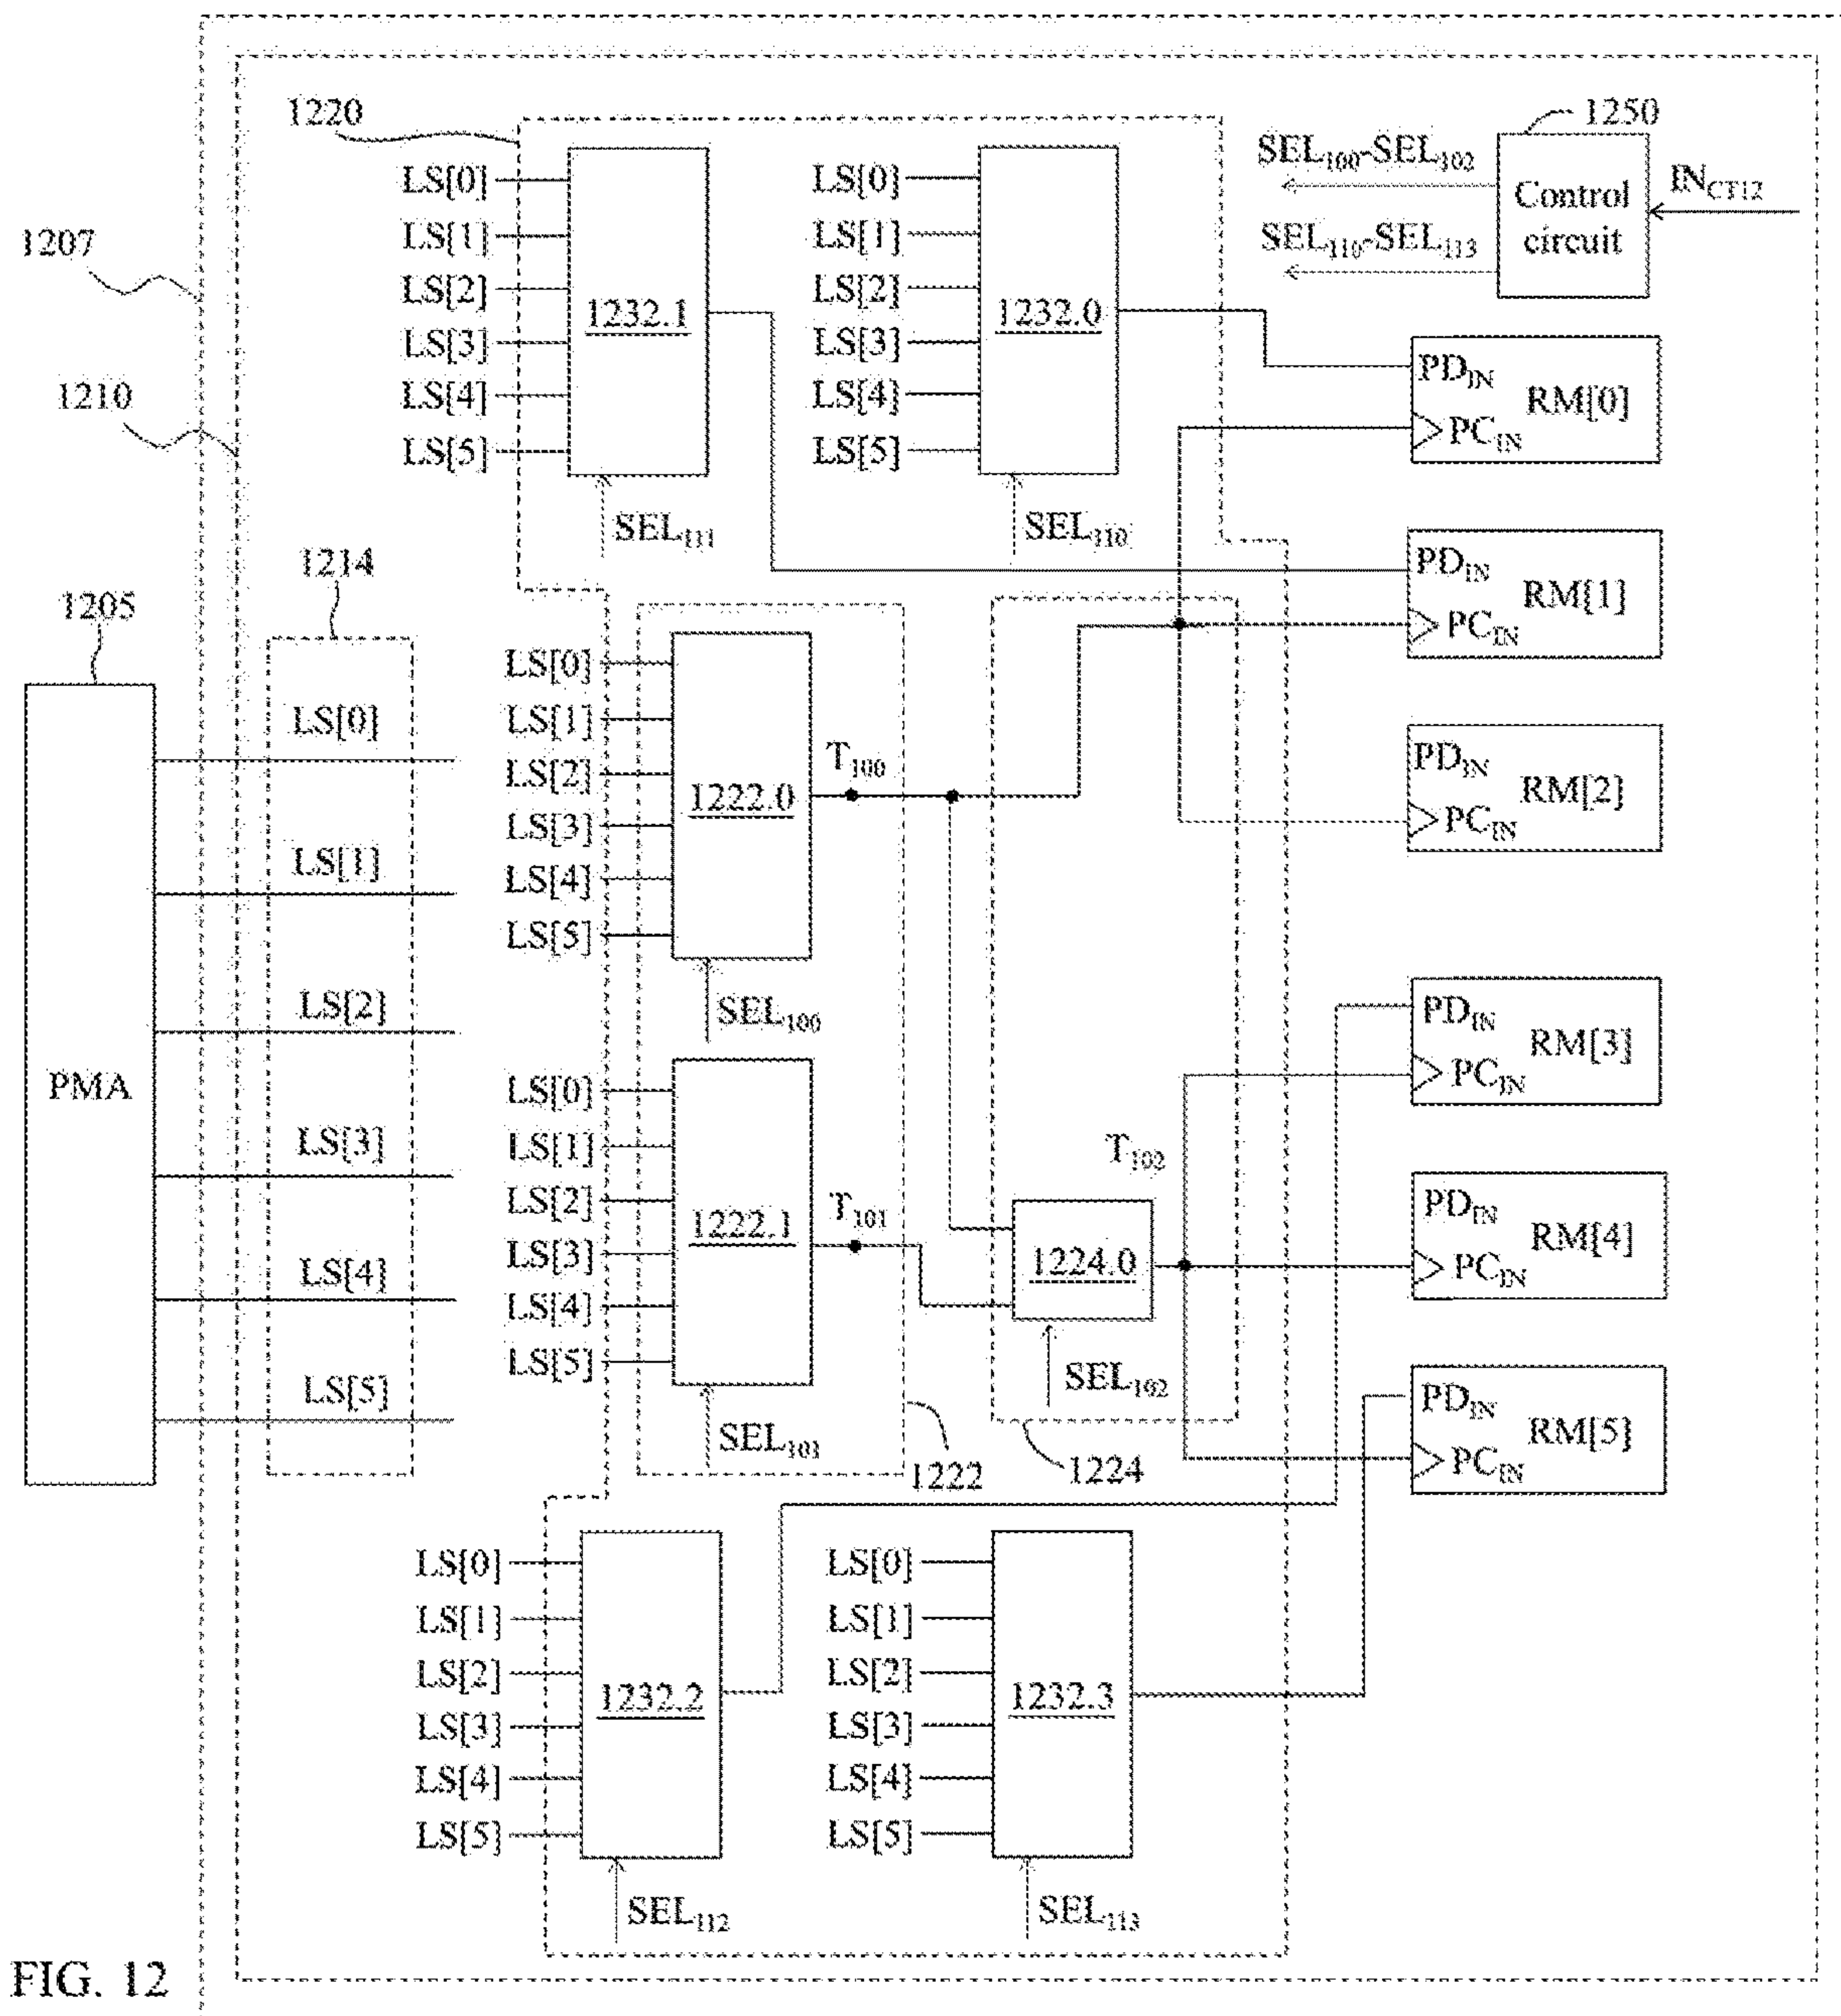 1220
1250
LS[0]
LS[1]
LS[2]
LS[3]
LS[4]
LS[5]
1232.1
SEL111
LS[0]
LS[1]
LS[2]
LS[3]
LS[4]
LS[5]
1232.0
SEL110
SEL100-SEL102
SEL110-SEL113
Control
circuit
INCT12
1207
1210
PDIN
RM[0]
PCIN
PDIN
RM[1]
PCIN
PDIN
RM[2]
PCIN
1205
PMA
1214
LS[0]
LS[1]
LS[2]
LS[3]
LS[4]
LS[5]
LS[0]
LS[1]
LS[2]
LS[3]
LS[4]
LS[5]
1222.0
T100
SEL100
LS[0]
LS[1]
LS[2]
LS[3]
LS[4]
LS[5]
1222.1
T101
SEL101
1222
1224.0
T102
SEL102
1224
PDIN
RM[3]
PCIN
PDIN
RM[4]
PCIN
PDIN
RM[5]
PCIN
LS[0]
LS[1]
LS[2]
LS[3]
LS[4]
LS[5]
1232.2
SEL112
LS[0]
LS[1]
LS[2]
LS[3]
LS[4]
LS[5]
1232.3
SEL113
FIG. 12